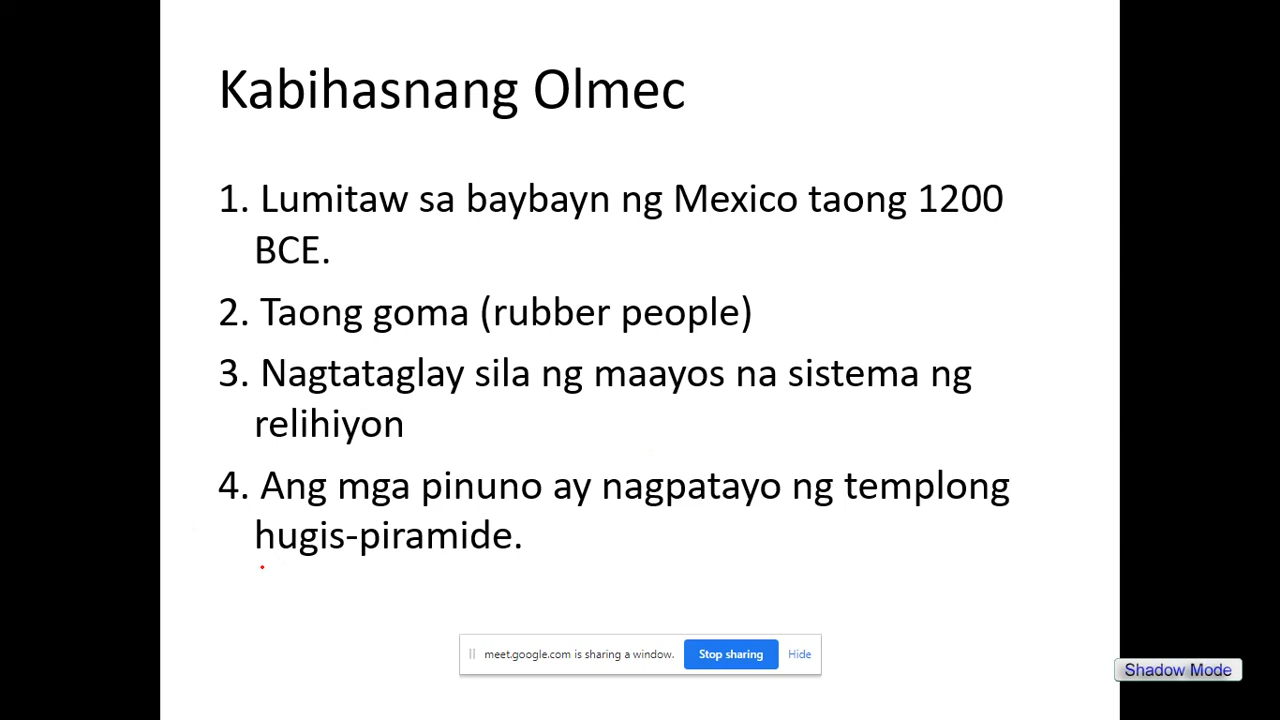 Kabihasnang Olmec
1. Lumitaw sa baybayn ng Mexico taong 1200
BCE.
2. Taong goma (rubber people)
3. Nagtataglay sila ng maayos na sistema ng
relihiyon
4. Ang mga pinuno ay nagpatayo ng templong
hugis-piramide.
meet.google.com is sharing a window. Stop sharing Hide
Shadow Mode